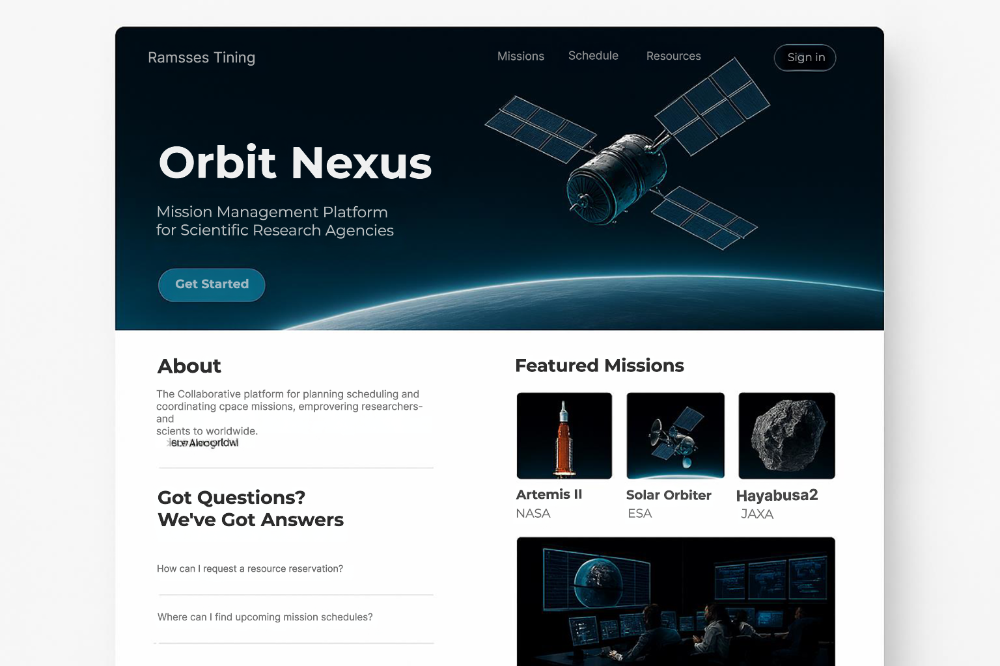 Ramsses Tining
Missions
Schedule
Resources
Sign in
Orbit Nexus
Mission Management Platform
for Scientific Research Agencies
Get Started
About
The Collaborative platform for planning scheduling and
coordinating cpace missions, emprovering researchers-
and
scients to worldwide.
Got Questions?
We've Got Answers
How can I request a resource reservation?
Where can I find upcoming mission schedules?
Featured Missions
Artemis II
NASA
Solar Orbiter
ESA
Hayabusa2
JAXA